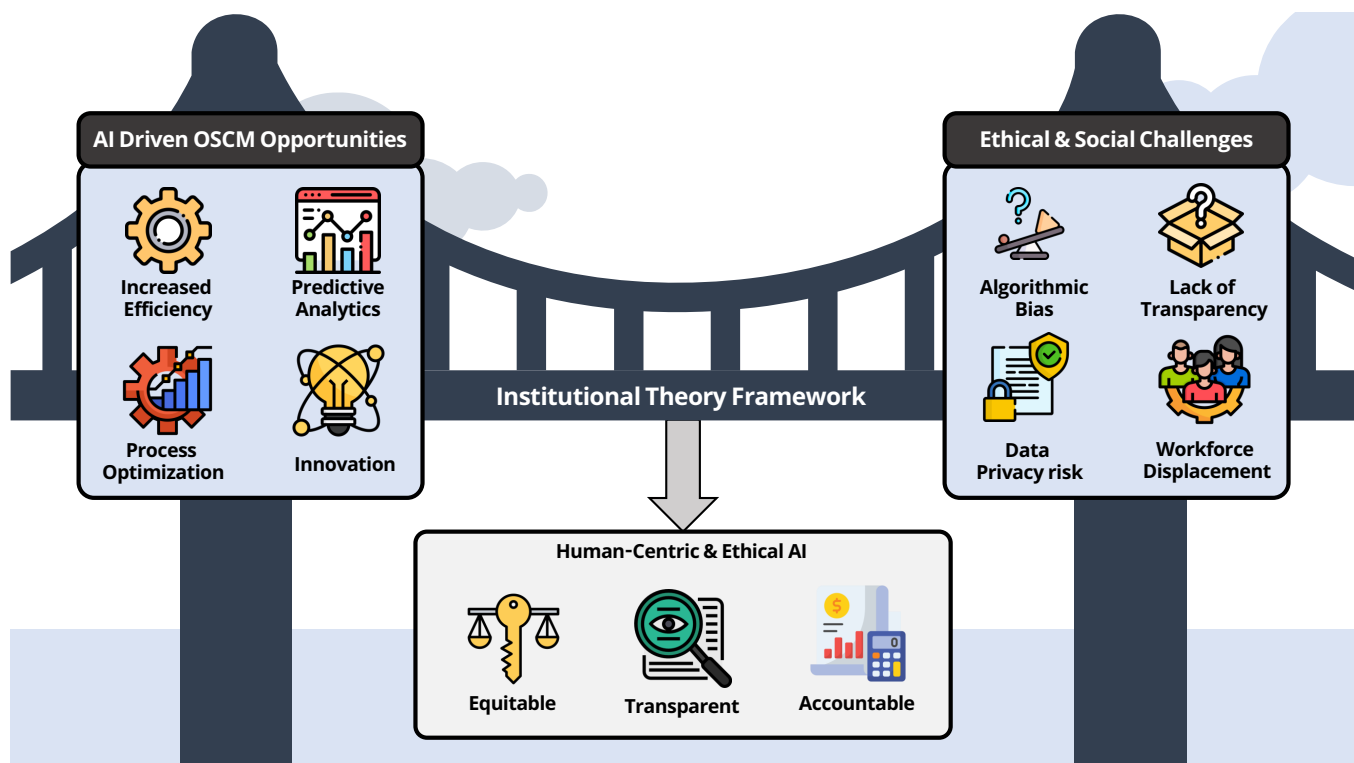 AI Driven OSCM Opportunities
Increased
Efficiency
Predictive
Analytics
Process
Optimization
Innovation
Ethical & Social Challenges
Algorithmic
Bias
Lack of
Transparency
Data
Privacy risk
Workforce
Displacement
Institutional Theory Framework
Human-Centric & Ethical AI
$
0
Equitable
Transparent
Accountable